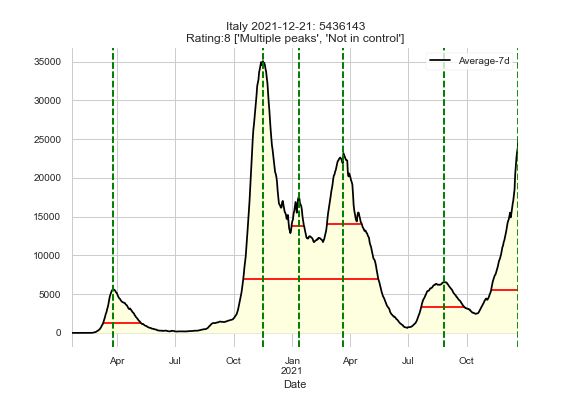 Italy 2021-12-21: 5436143
Rating:8 ['Multiple peaks', 'Not in control']
Average-7d
35000
30000
25000
20000
15000
10000
5000
0
Apr
Jul
Oct
Jan
2021
Apr
Jul
Oct
Date